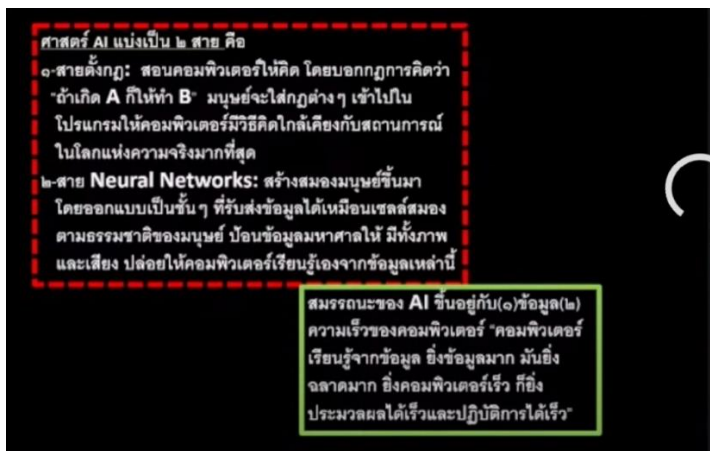 ศาสตร์ AI แบ่งเป็น ๒ สาย คือ
๑-สายตั้งกฎ: สอนคอมพิวเตอร์ให้คิด โดยบอกกฎการคิดว่า
"ถ้าเกิด A ก็ให้ทำ B" มนุษย์จะใส่กฎต่างๆ เข้าไปใน
โปรแกรมให้คอมพิวเตอร์มีวิธีคิดใกล้เคียงกับสถานการณ์
ในโลกแห่งความจริงมากที่สุด
๒-สาย Neural Networks: สร้างสมองมนุษย์ขึ้นมา
โดยออกแบบเป็นชั้นๆ ที่รับส่งข้อมูลได้เหมือนเซลล์สมอง
ตามธรรมชาติของมนุษย์ ป้อนข้อมูลมหาศาลให้ มีทั้งภาพ
และเสียง ปล่อยให้คอมพิวเตอร์เรียนรู้เองจากข้อมูลเหล่านี้
สมรรถนะของ AI ขึ้นอยู่กับ(๑)ข้อมูล(๒)
ความเร็วของคอมพิวเตอร์ "คอมพิวเตอร์
เรียนรู้จากข้อมูล ยิ่งข้อมูลมาก มันยิ่ง
ฉลาดมาก ยิ่งคอมพิวเตอร์เร็ว ก็ยิ่ง
ประมวลผลได้เร็วและปฏิบัติการได้เร็ว"